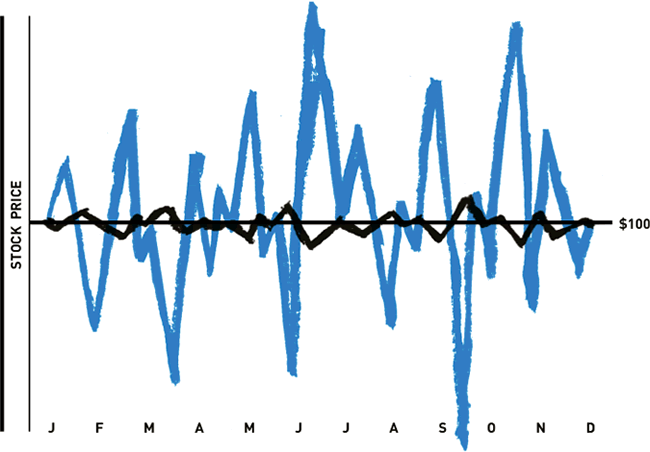 STOCK PRICE
$100
J F M A M J J A S O N D